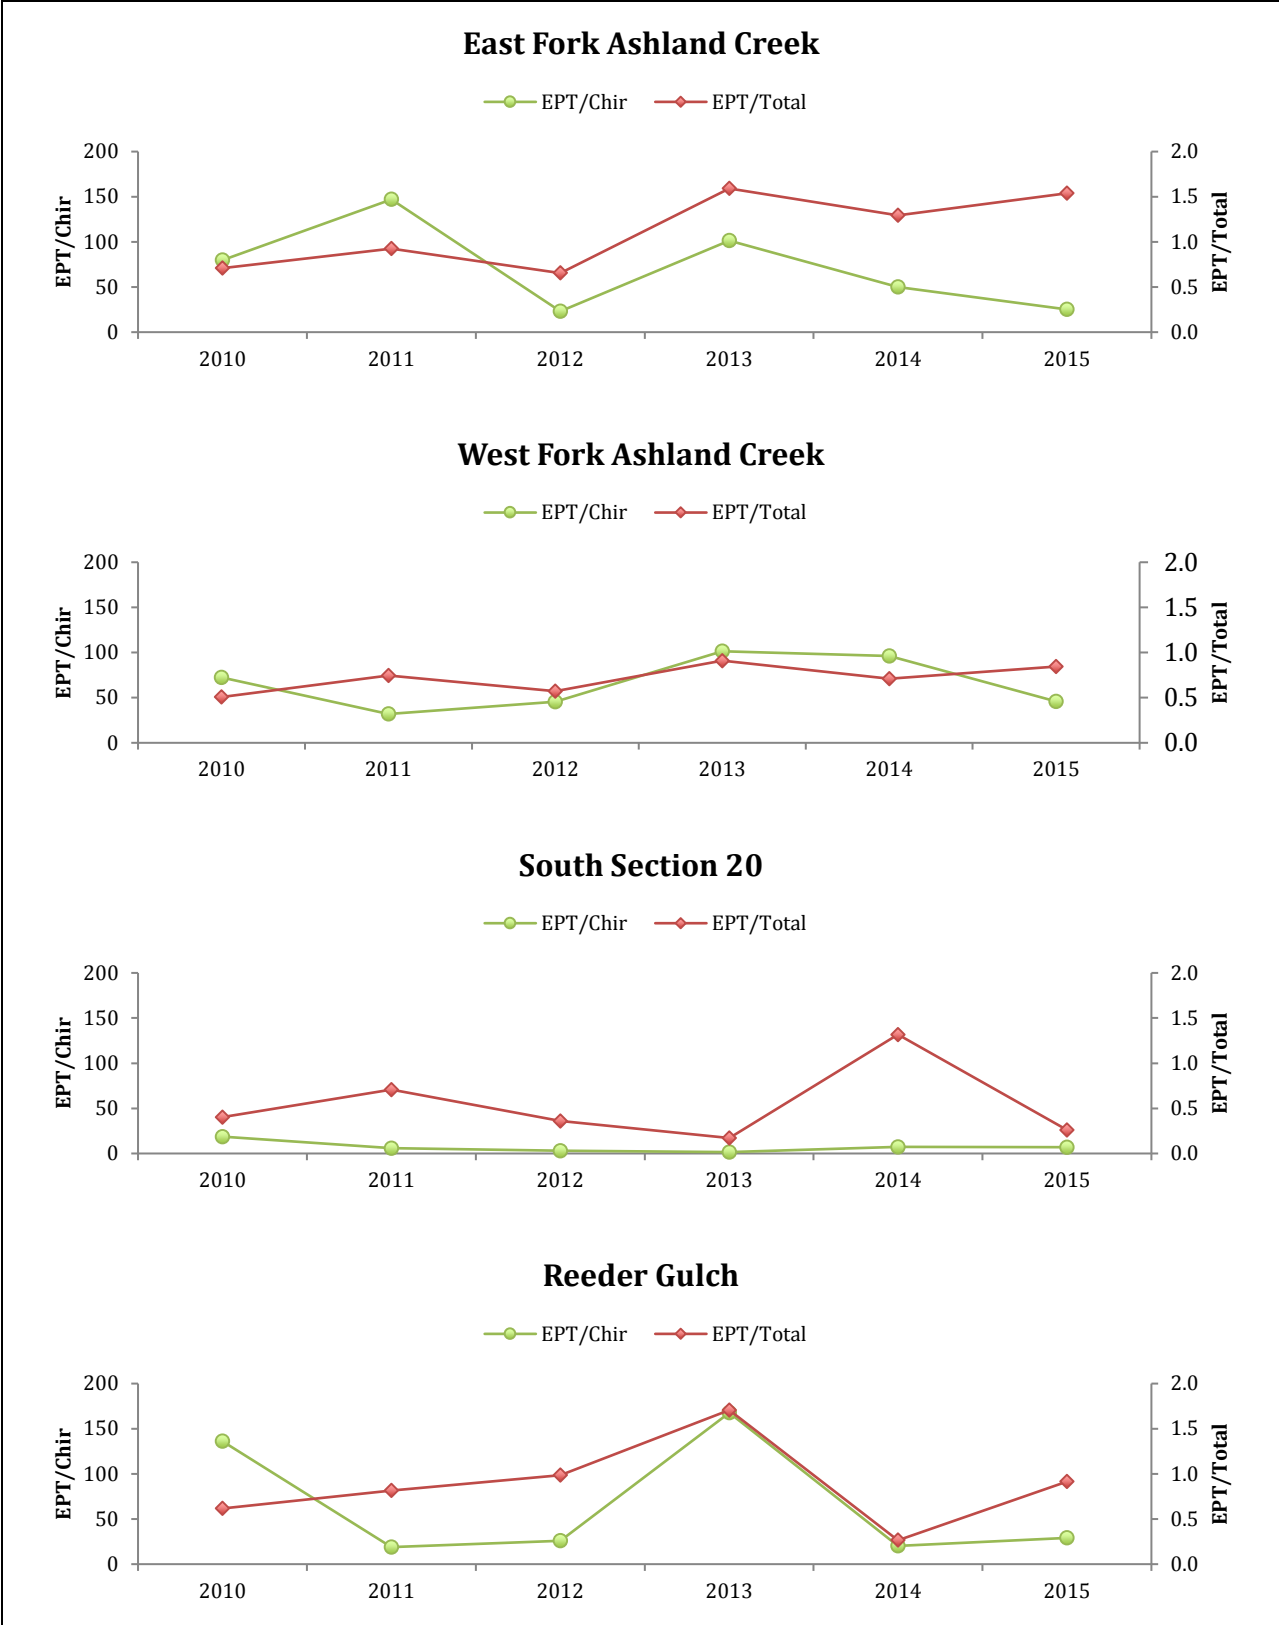 East Fork Ashland Creek
EPT/Chir EPT/Total
200 2.0
150 1.5
100 1.0
50 0.5
0 0.0
EPT/Chir
EPT/Total
2010 2011 2012 2013 2014 2015
West Fork Ashland Creek
EPT/Chir EPT/Total
200 2.0
150 1.5
100 1.0
50 0.5
0 0.0
EPT/Chir
EPT/Total
2010 2011 2012 2013 2014 2015
South Section 20
EPT/Chir EPT/Total
200 2.0
150 1.5
100 1.0
50 0.5
0 0.0
EPT/Chir
EPT/Total
2010 2011 2012 2013 2014 2015
Reeder Gulch
EPT/Chir EPT/Total
200 2.0
150 1.5
100 1.0
50 0.5
0 0.0
EPT/Chir
EPT/Total
2010 2011 2012 2013 2014 2015